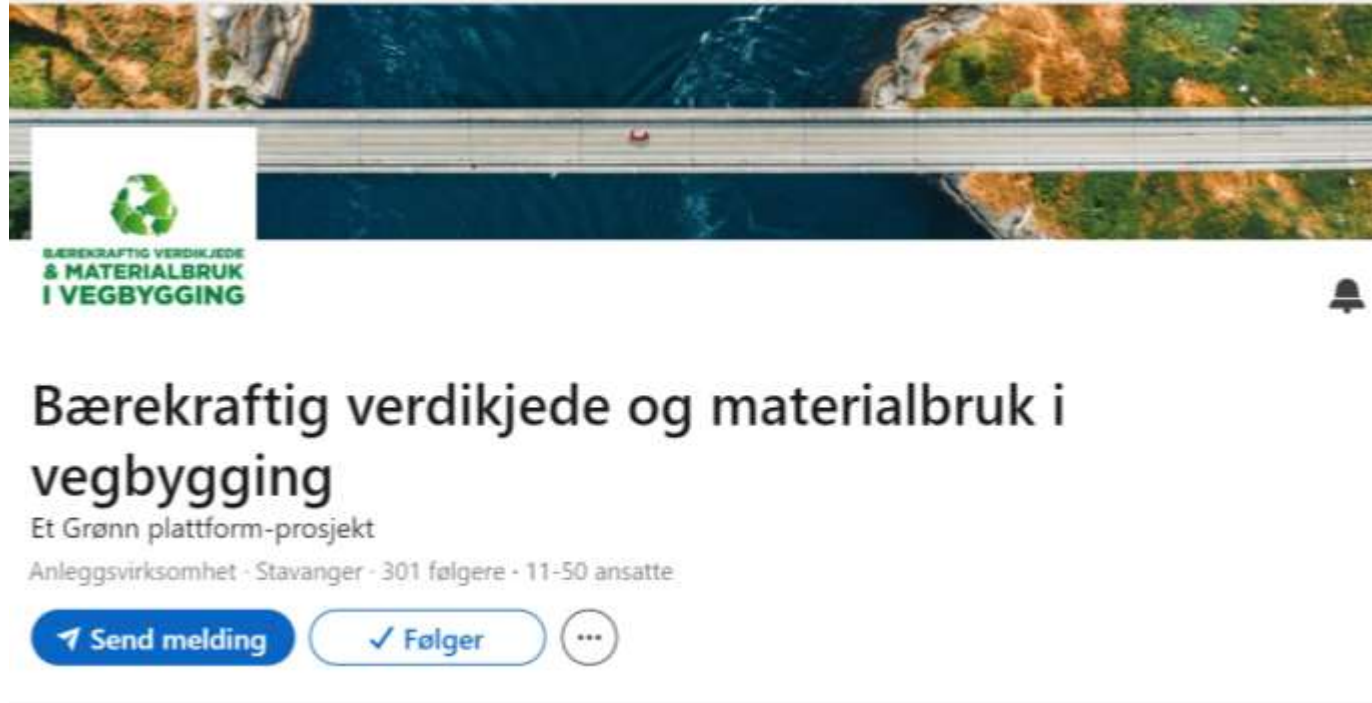 BÆREKRAFTIG VERDIKJEDE
& MATERIALBRUK
I VEGBYGGING
Bærekraftig verdikjede og materialbruk i
vegbygging
Et Grønn plattform-prosjekt
Anleggsvirksomhet · Stavanger · 301 følgere · 11-50 ansatte
Send melding
Følger